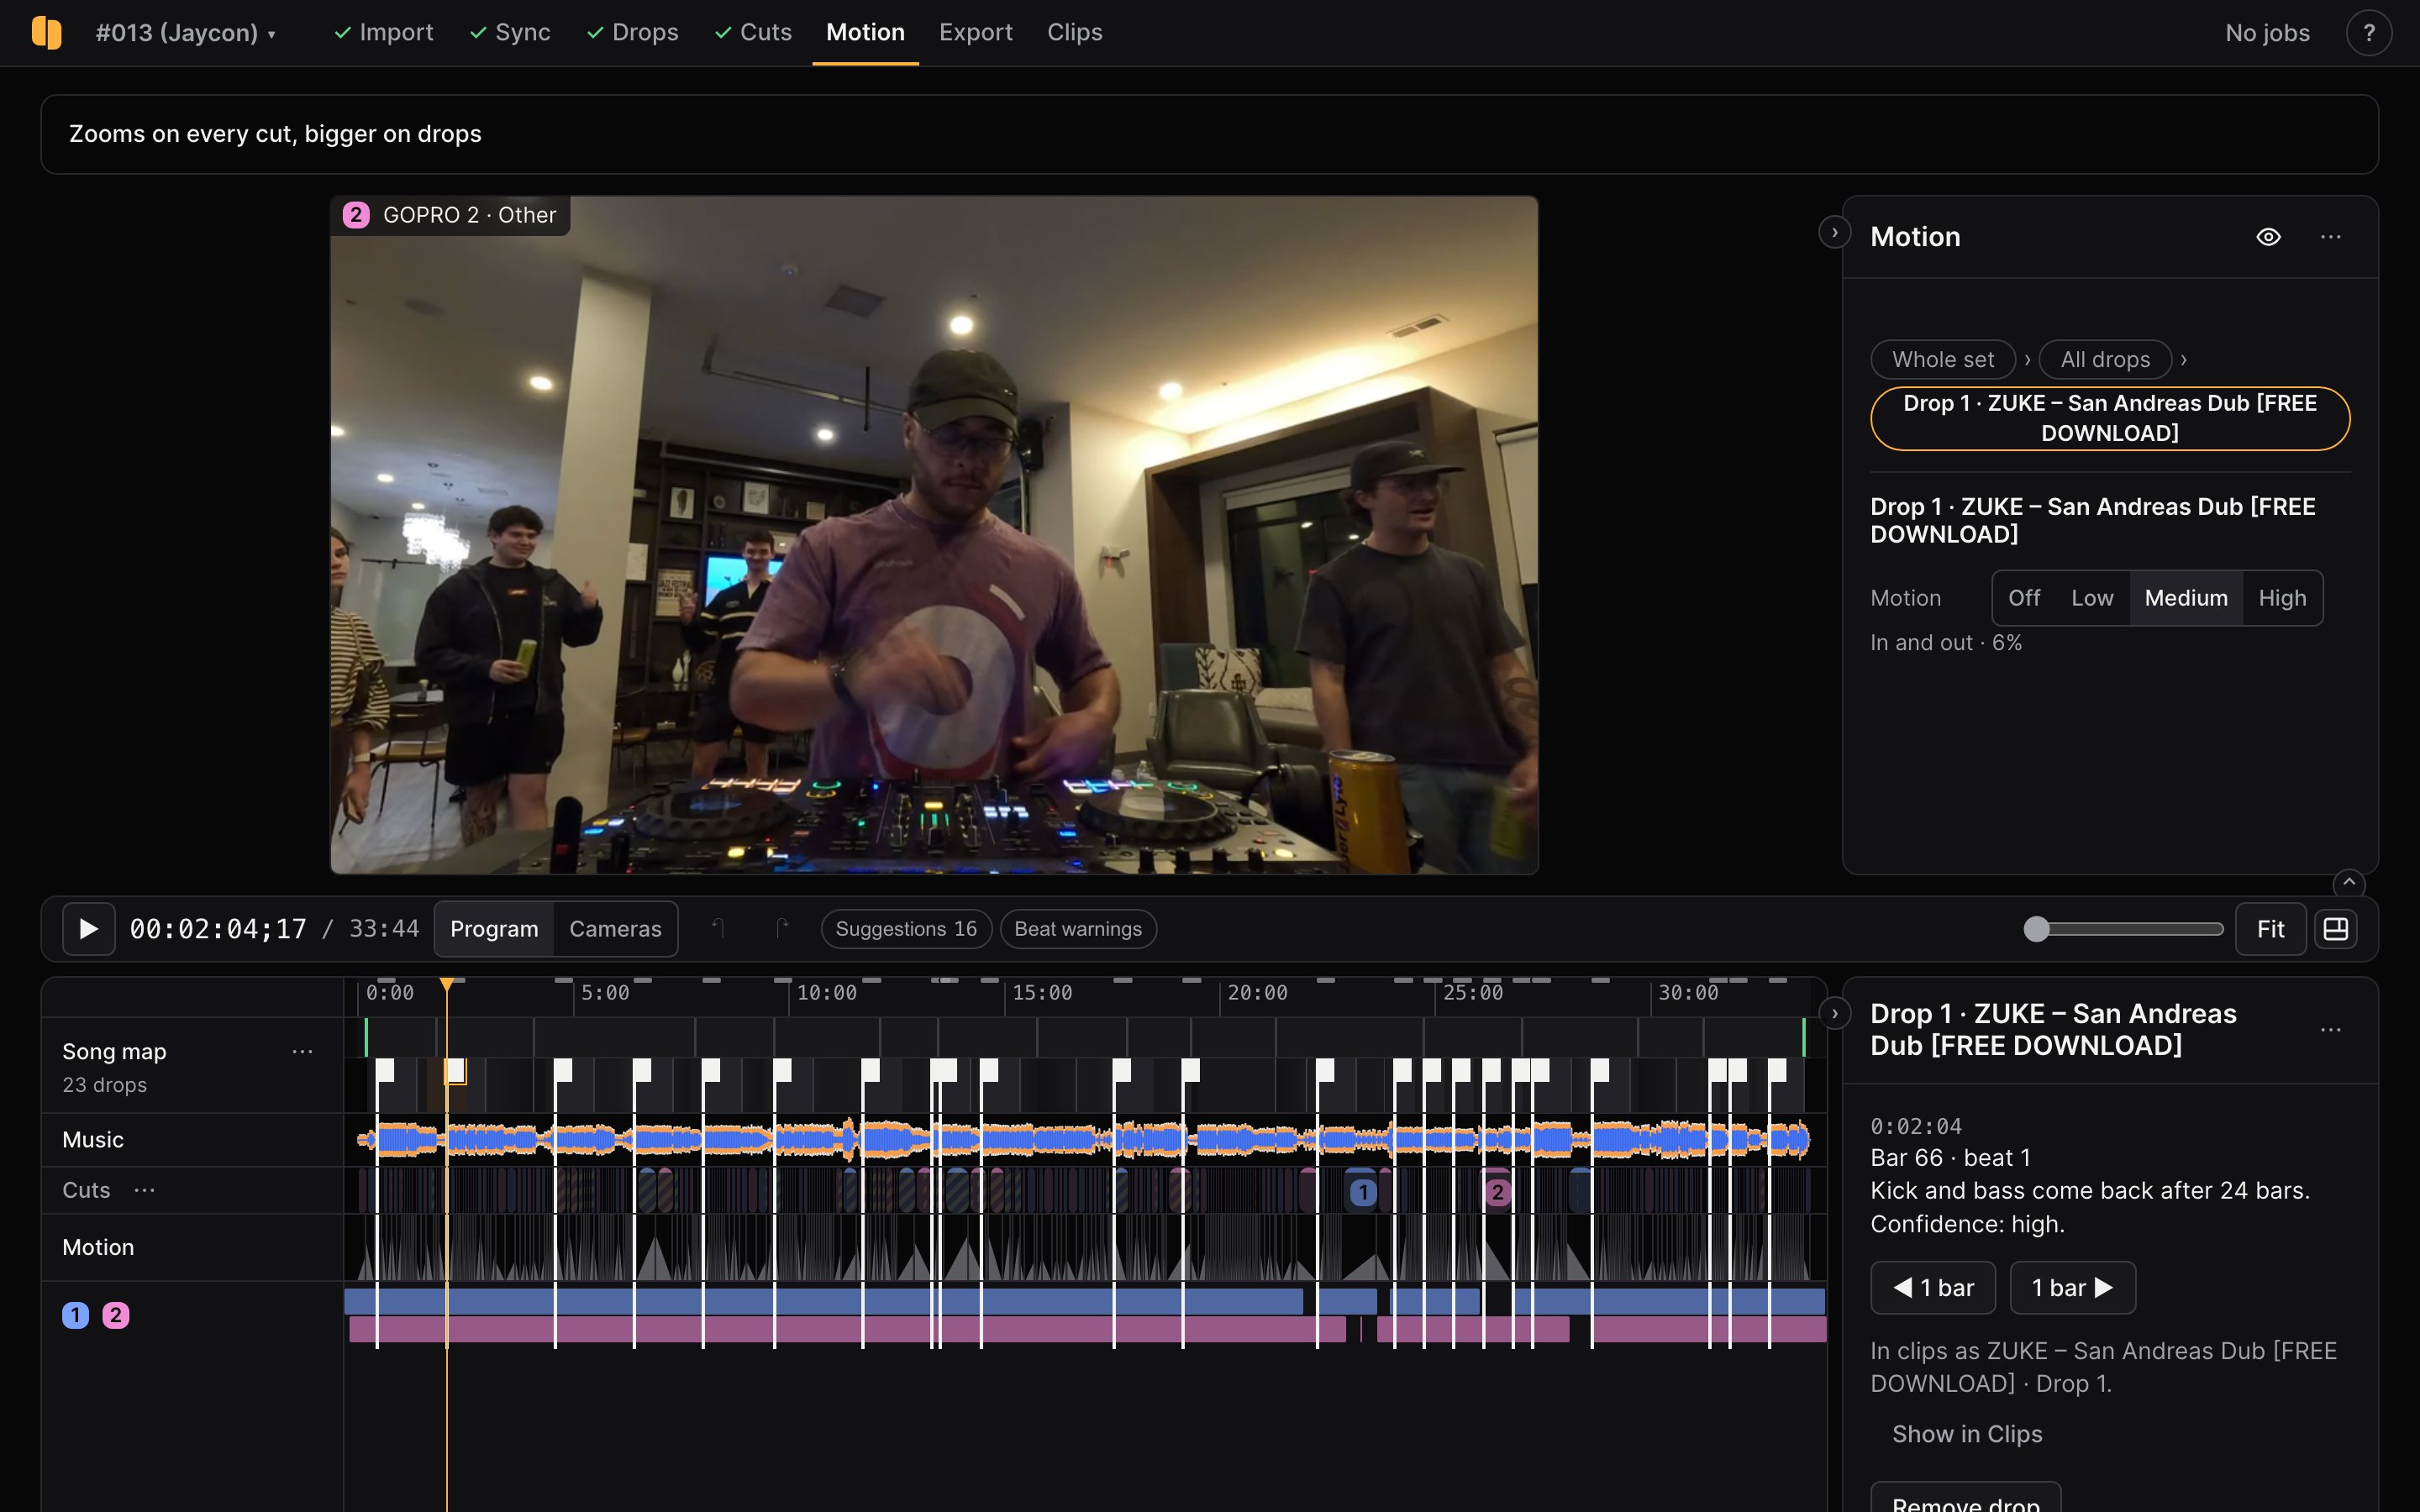 #013 (Jaycon) ▾
✓ Import
✓ Sync
✓ Drops
✓ Cuts
Motion
Export
Clips
No jobs
?
Zooms on every cut, bigger on drops
2 GOPRO 2 · Other
Motion
Whole set › All drops ›
Drop 1 · ZUKE – San Andreas Dub [FREE
DOWNLOAD]
Drop 1 · ZUKE – San Andreas Dub [FREE
DOWNLOAD]
Motion
Off
Low
Medium
High
In and out · 6%
00:02:04;17 / 33:44
Program
Cameras
Suggestions 16
Beat warnings
Fit
0:00
5:00
10:00
15:00
20:00
25:00
30:00
Song map
23 drops
Music
Cuts
1
2
Motion
1 2
Drop 1 · ZUKE – San Andreas
Dub [FREE DOWNLOAD]
0:02:04
Bar 66 · beat 1
Kick and bass come back after 24 bars.
Confidence: high.
◀ 1 bar
1 bar ▶
In clips as ZUKE – San Andreas Dub [FREE
DOWNLOAD] · Drop 1.
Show in Clips
Remove drop